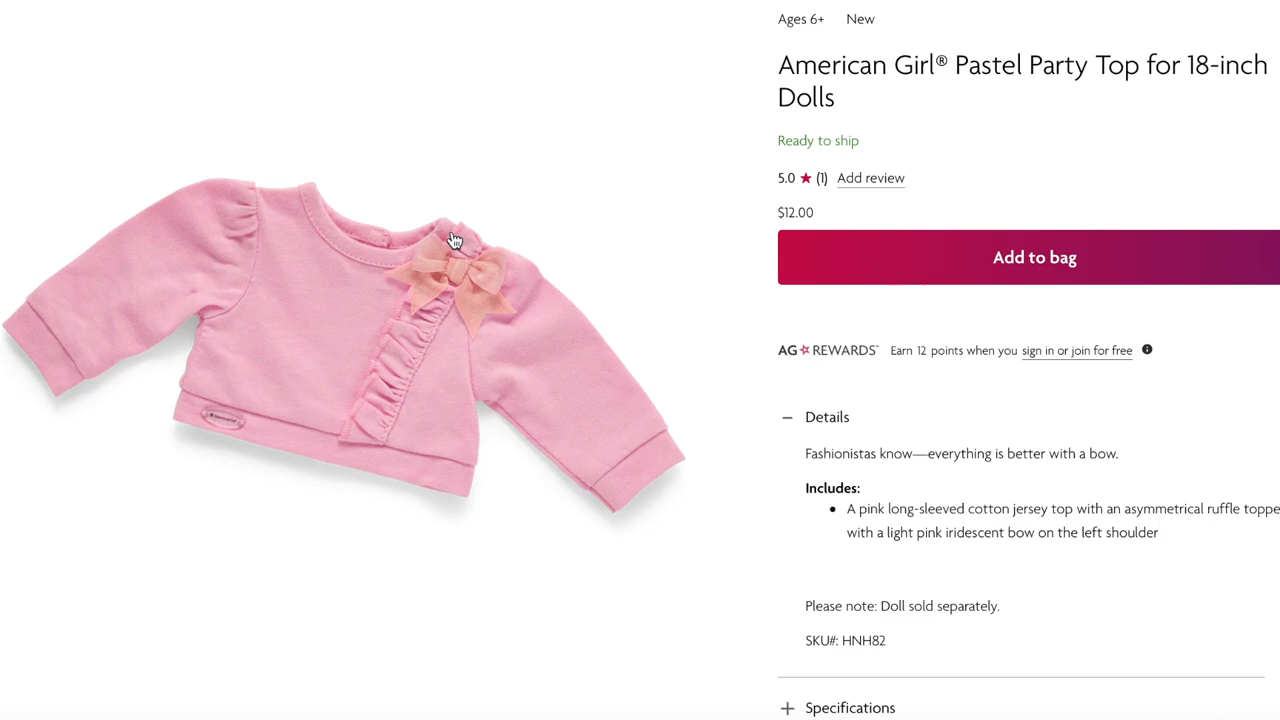 Ages 6+ New
American Girl® Pastel Party Top for 18-inch
Dolls
Ready to ship
5.0 ★ (1) Add review
$12.00
Add to bag
AG☆REWARDS™ Earn 12 points when you sign in or join for free
Details
Fashionistas know—everything is better with a bow.
Includes:
• A pink long-sleeved cotton jersey top with an asymmetrical ruffle toppe
with a light pink iridescent bow on the left shoulder
Please note: Doll sold separately.
SKU#: HNH82
Specifications